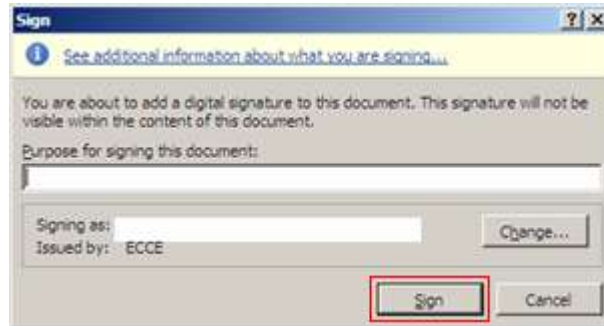 Sign
See additional information about what you are signing...
You are about to add a digital signature to this document. This signature will not be
visible within the content of this document.
Purpose for signing this document:
Signing as:
Change...
Issued by: ECCE
Sign
Cancel